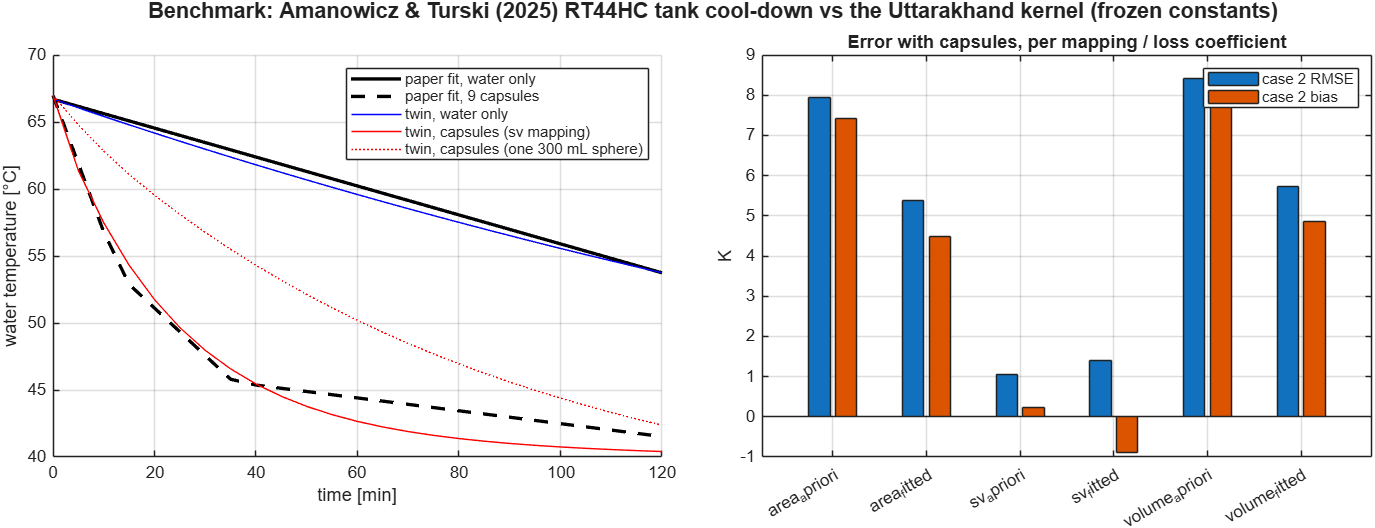 Benchmark: Amanowicz & Turski (2025) RT44HC tank cool-down vs the Uttarakhand kernel (frozen constants)
70
65
60
55
50
45
40
water temperature [°C]
0
20
40
60
80
100
120
time [min]
paper fit, water only
paper fit, 9 capsules
twin, water only
twin, capsules (sv mapping)
twin, capsules (one 300 mL sphere)
Error with capsules, per mapping / loss coefficient
9
8
7
6
5
4
3
2
1
0
-1
K
case 2 RMSE
case 2 bias
areaₐpriori
area_fitted
svₐpriori
sv_fitted
volumeₐpriori
volume_fitted